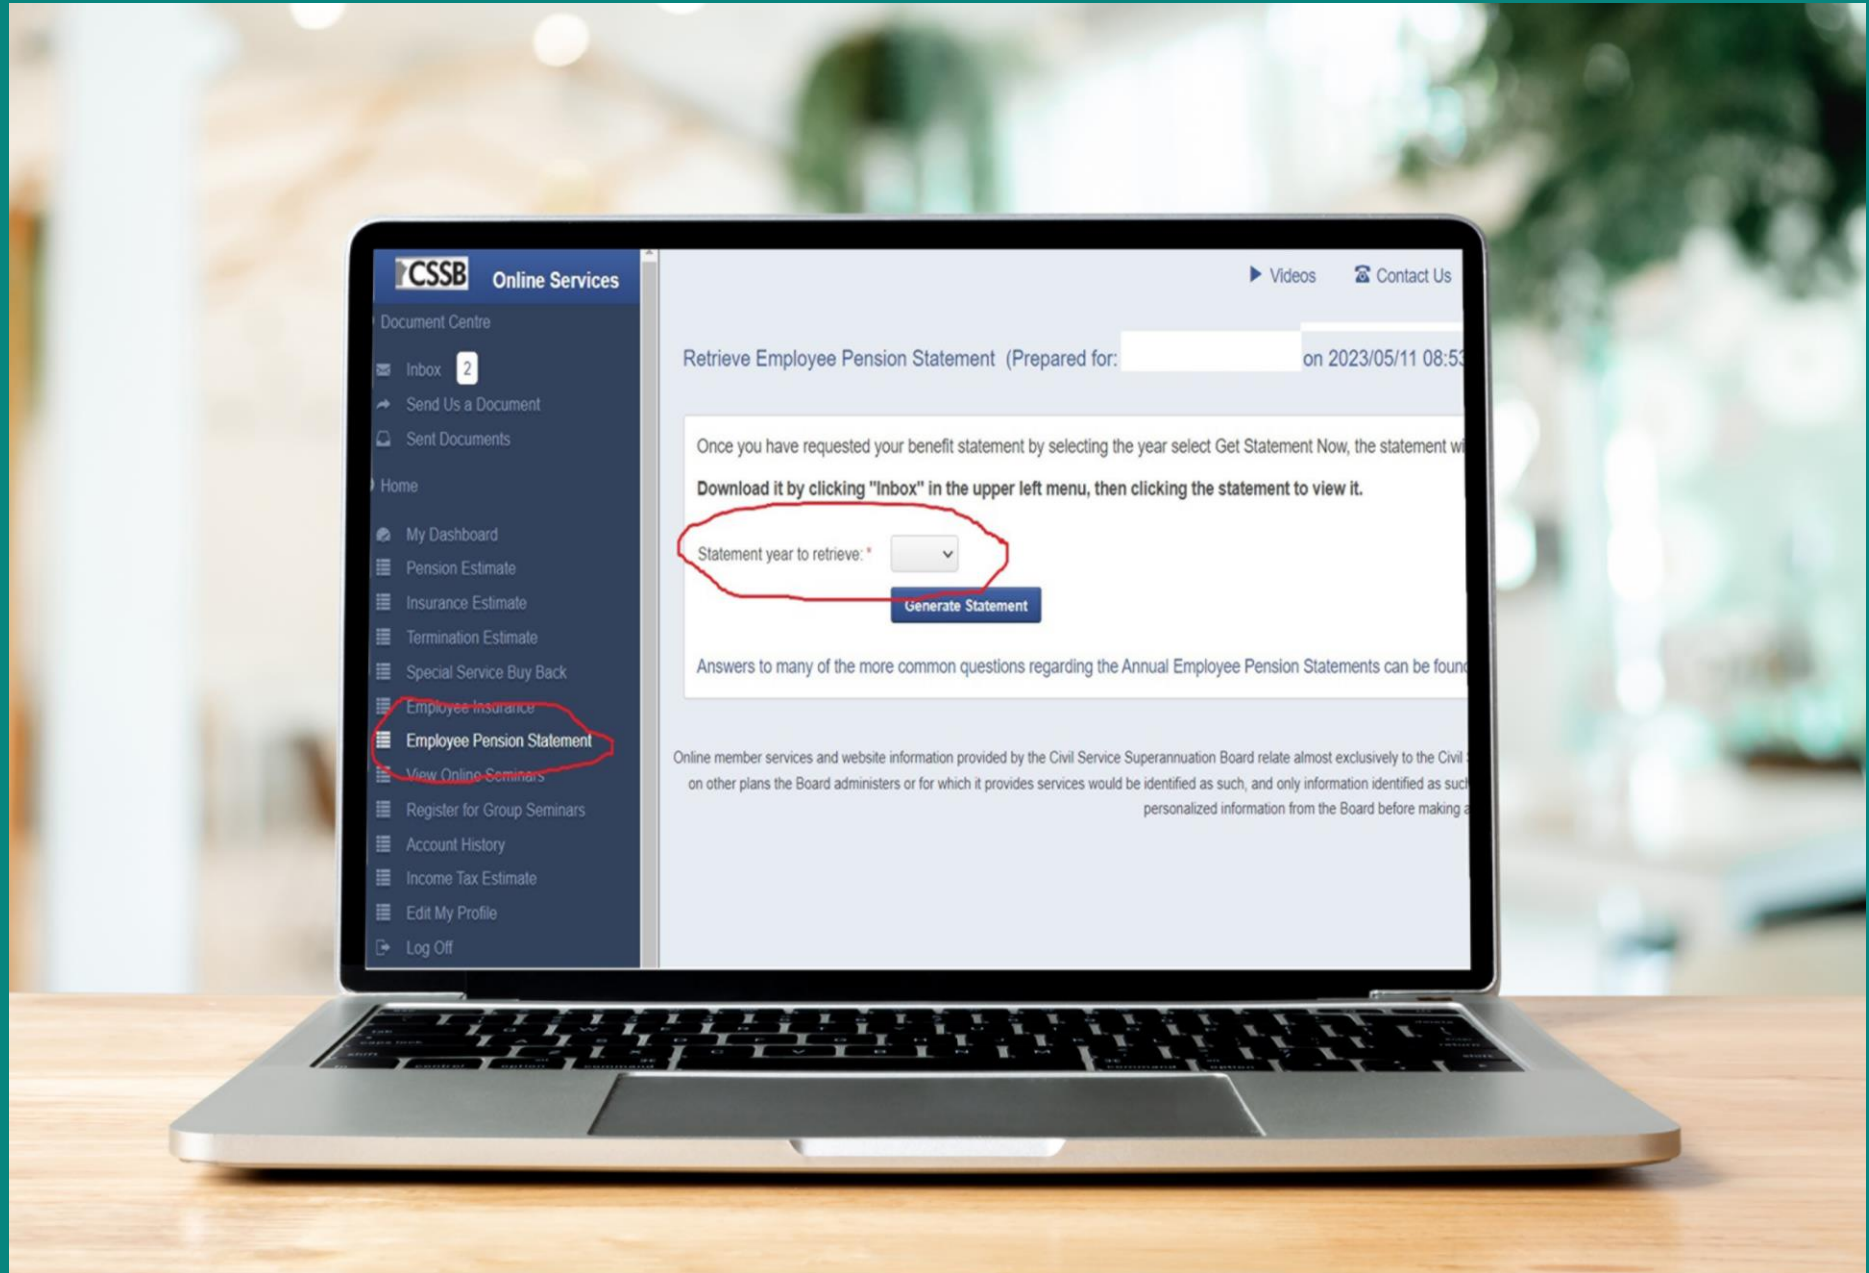 CSSB Online Services
Document Centre
Inbox 2
Send Us a Document
Sent Documents
Home
My Dashboard
Pension Estimate
Insurance Estimate
Termination Estimate
Special Service Buy Back
Employee Insurance
Employee Pension Statement
View Online Seminars
Register for Group Seminars
Account History
Income Tax Estimate
Edit My Profile
Log Off
Videos Contact Us
Retrieve Employee Pension Statement (Prepared for: on 2023/05/11 08:53
Once you have requested your benefit statement by selecting the year select Get Statement Now, the statement wi
Download it by clicking "Inbox" in the upper left menu, then clicking the statement to view it.
Statement year to retrieve: *
Generate Statement
Answers to many of the more common questions regarding the Annual Employee Pension Statements can be foun
Online member services and website information provided by the Civil Service Superannuation Board relate almost exclusively to the Civil
on other plans the Board administers or for which it provides services would be identified as such, and only information identified as such
personalized information from the Board before making a